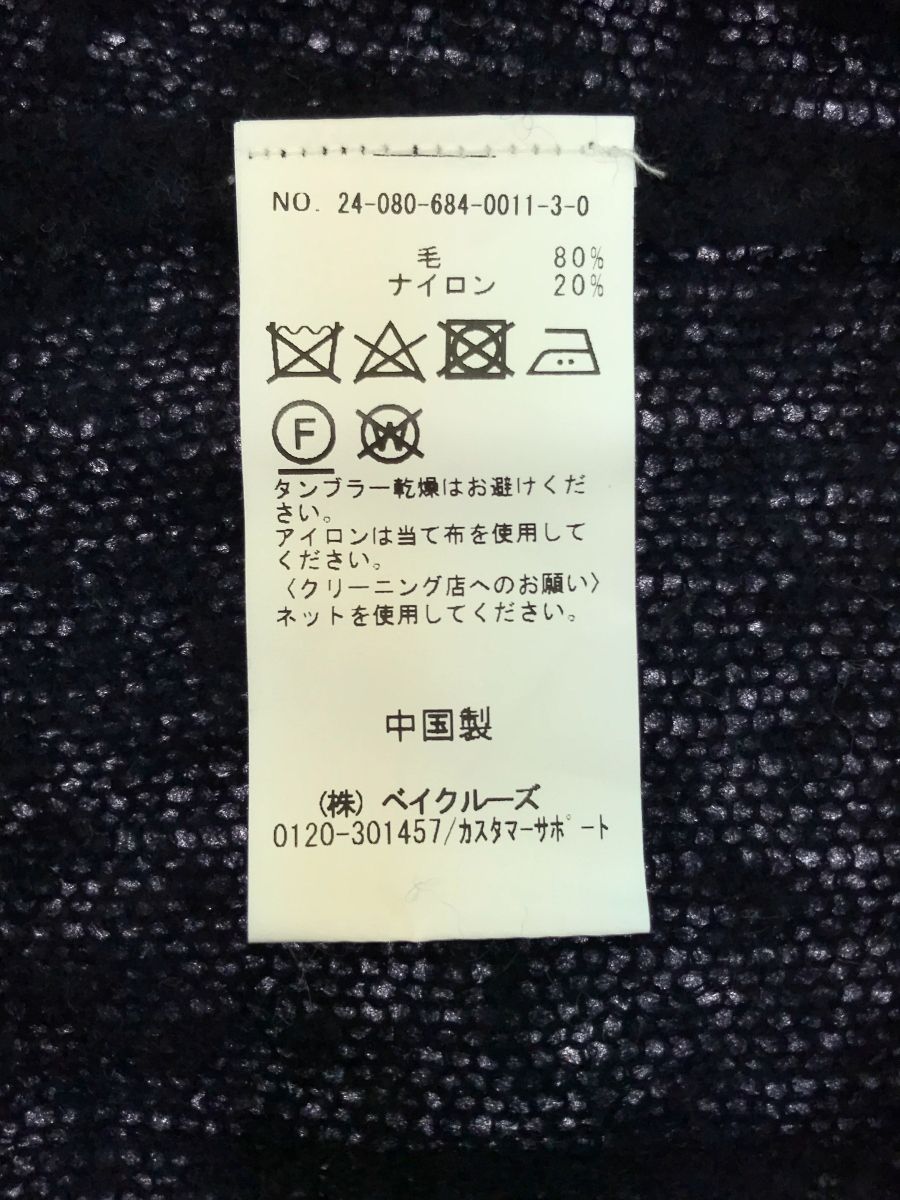 NO. 24-080-684-0011-3-0
毛 80%
ナイロン 20%
F W
タンブラー乾燥はお避けくだ
さい。
アイロンは当て布を使用して
ください。
〈クリーニング店へのお願い〉
ネットを使用してください。
中国製
(株) ベイクルーズ
0120-301457/カスタマーサポート